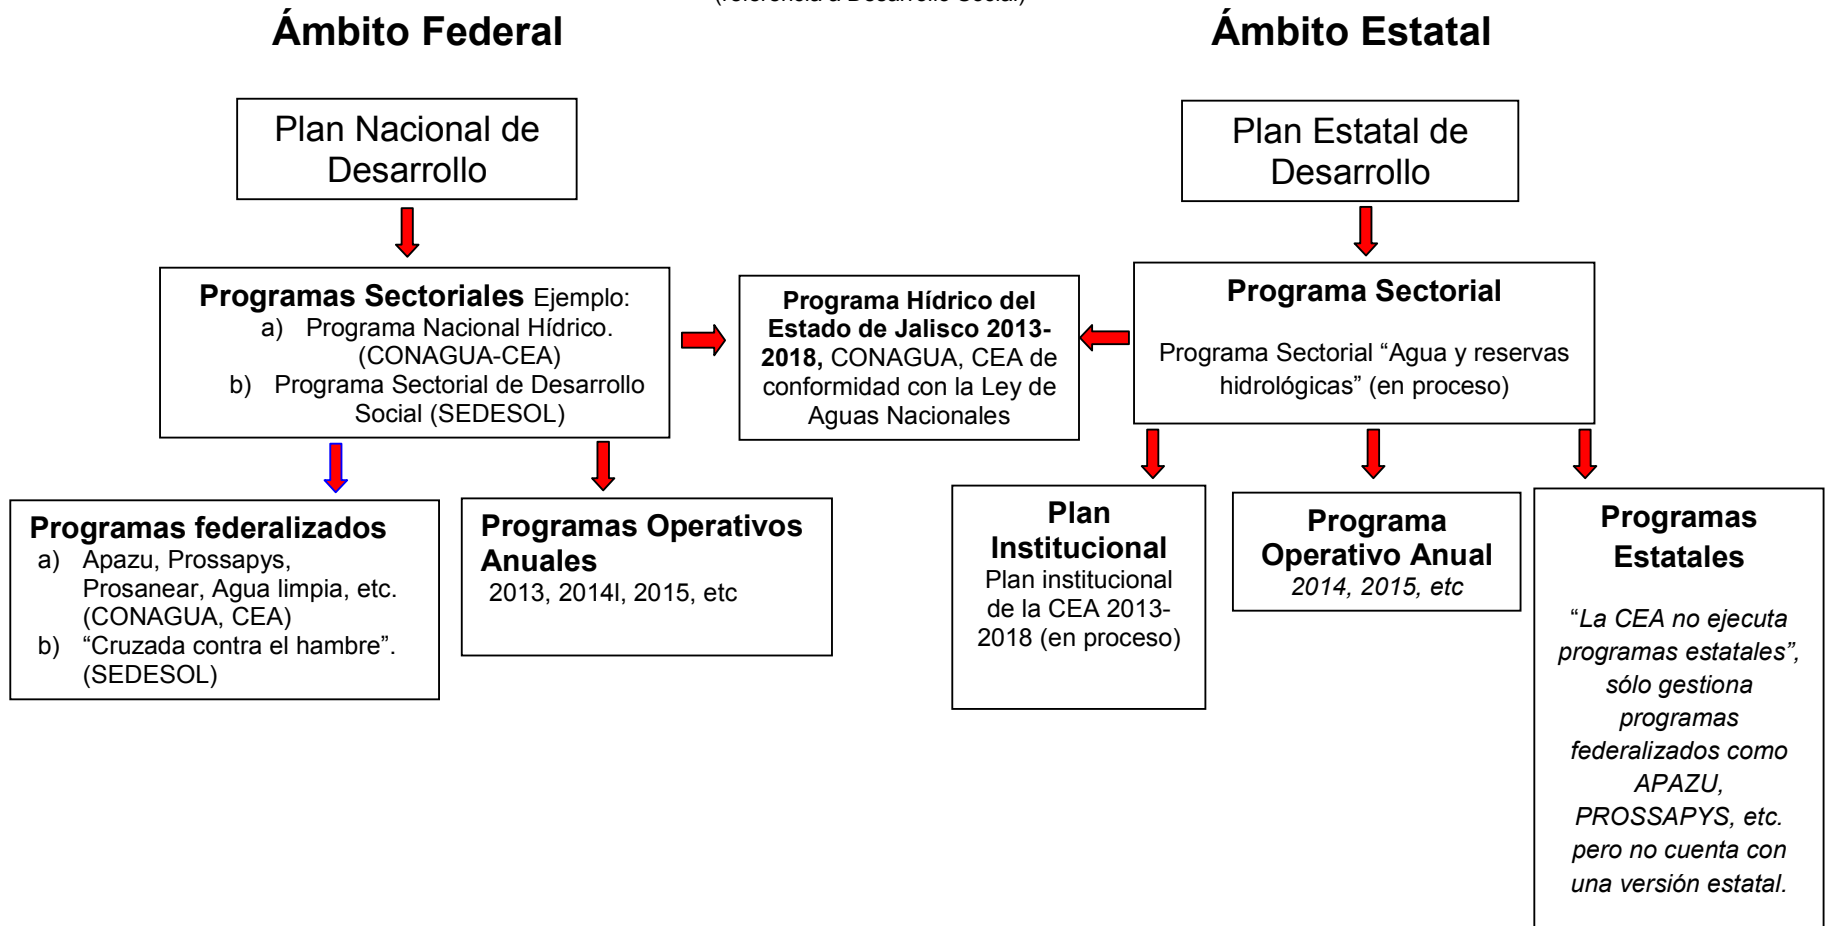 (referencia a Desarrollo Social)
Ámbito Federal
Ámbito Estatal
Plan Nacional de
Desarrollo
Plan Estatal de
Desarrollo
Programas Sectoriales Ejemplo:
a) Programa Nacional Hídrico.
(CONAGUA-CEA)
b) Programa Sectorial de Desarrollo
Social (SEDESOL)
Programa Hídrico del
Estado de Jalisco 2013-
2018, CONAGUA, CEA de
conformidad con la Ley de
Aguas Nacionales
Programa Sectorial
Programa Sectorial “Agua y reservas
hidrológicas” (en proceso)
Programas federalizados
a) Apazu, Prossapys,
Prosanear, Agua limpia, etc.
(CONAGUA, CEA)
b) “Cruzada contra el hambre”.
(SEDESOL)
Programas Operativos
Anuales
2013, 2014I, 2015, etc
Plan
Institucional
Plan institucional
de la CEA 2013-
2018 (en proceso)
Programa
Operativo Anual
2014, 2015, etc
Programas
Estatales
“La CEA no ejecuta
programas estatales”,
sólo gestiona
programas
federalizados como
APAZU,
PROSSAPYS, etc.
pero no cuenta con
una versión estatal.